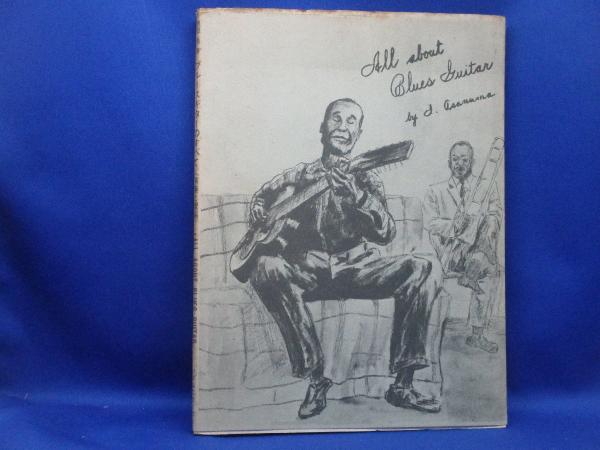 All about
Blues Guitar
by I. Asanuma